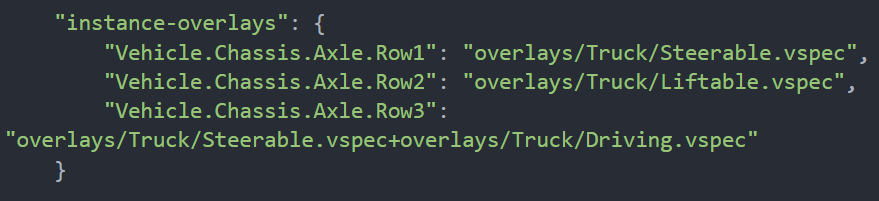 "instance-overlays": {
"Vehicle.Chassis.Axle.Row1": "overlays/Truck/Steerable.vspec",
"Vehicle.Chassis.Axle.Row2": "overlays/Truck/Liftable.vspec",
"Vehicle.Chassis.Axle.Row3":
"overlays/Truck/Steerable.vspec+overlays/Truck/Driving.vspec"
}